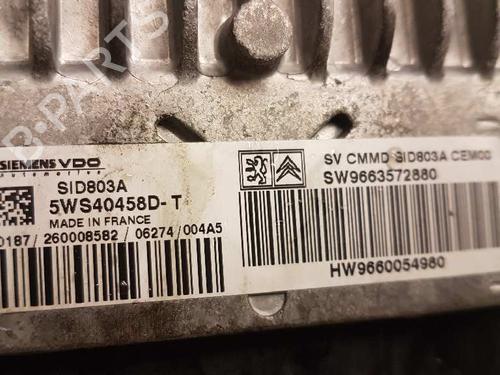 B-PARTS
SIEMENS VDO
Automotive
SID803A
5WS40458D-T
MADE IN FRANCE
0187/260008582/06274/004A5
SV CMMD SID803A CEM00
SW9663572880
HW9660054980